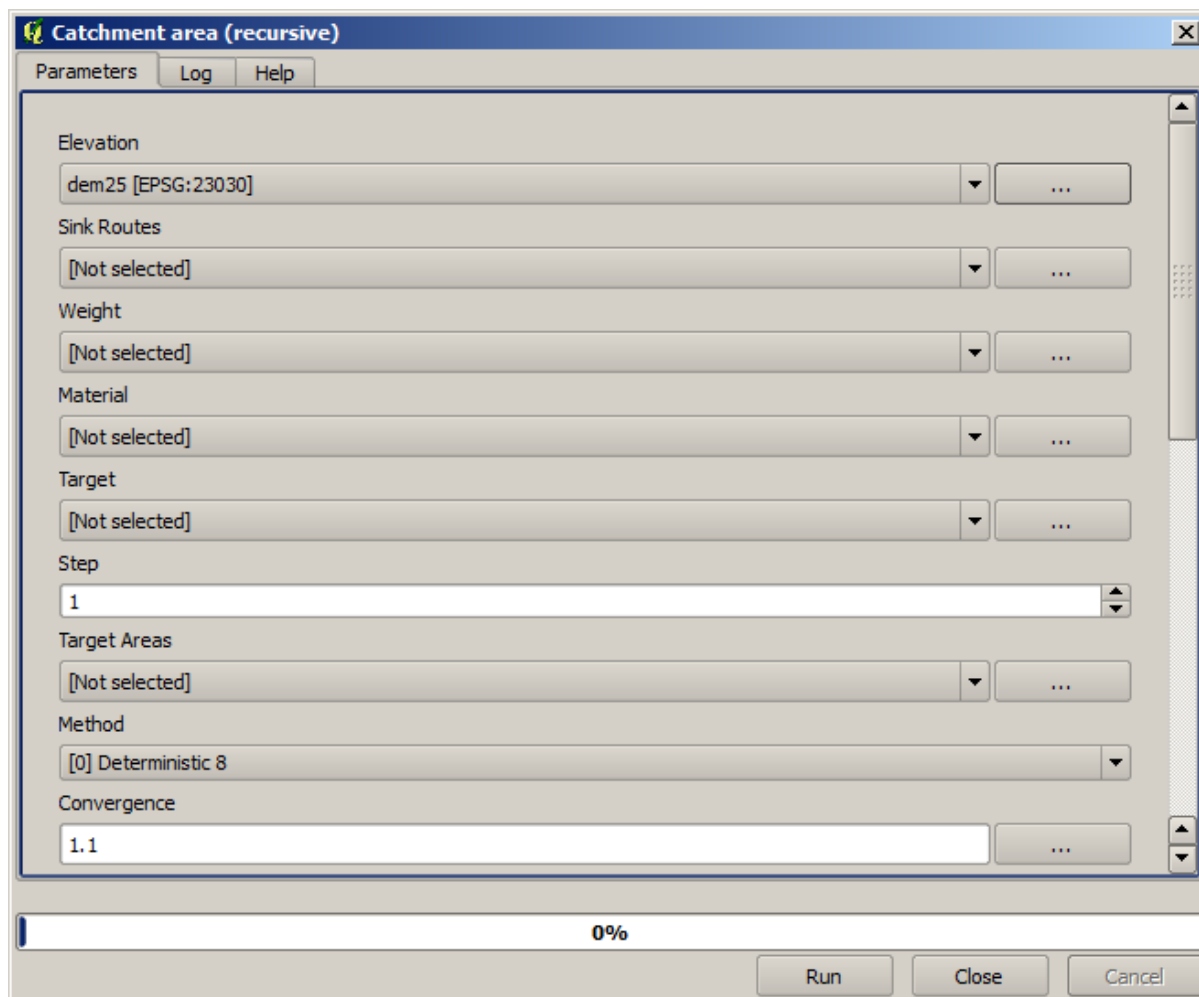 Catchment area (recursive)
Parameters Log Help
Elevation
dem25 [EPSG:23030]
...
Sink Routes
[Not selected]
...
Weight
[Not selected]
...
Material
[Not selected]
...
Target
[Not selected]
...
Step
1
Target Areas
[Not selected]
...
Method
[0] Deterministic 8
Convergence
1.1
...
0%
Run Close Cancel